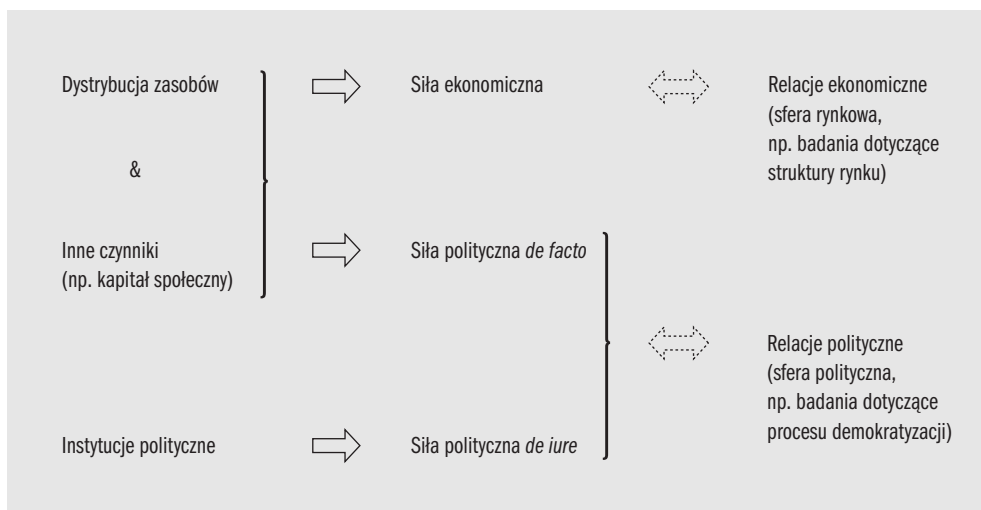 Dystrybucja zasobów
Siła ekonomiczna
Relacje ekonomiczne
(sfera rynkowa,
np. badania dotyczące
struktury rynku)
&
Inne czynniki
(np. kapitał społeczny)
Siła polityczna de facto
Relacje polityczne
(sfera polityczna,
np. badania dotyczące
procesu demokratyzacji)
Instytucje polityczne
Siła polityczna de iure